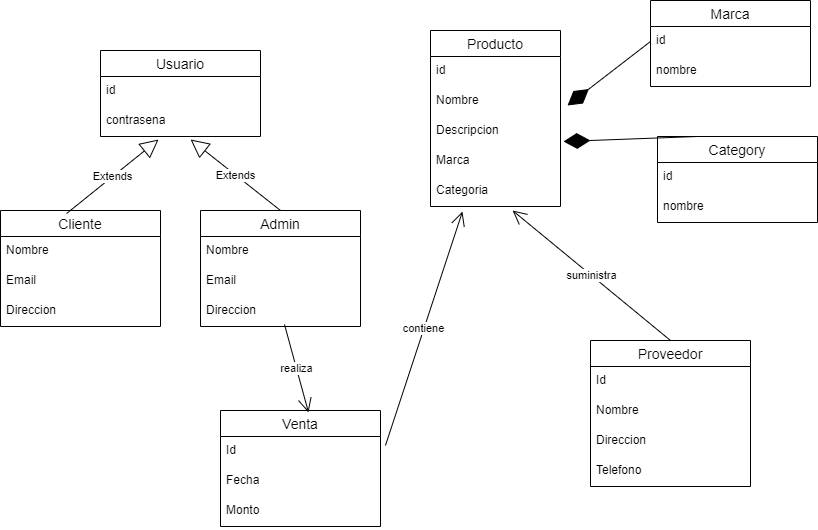 Marca
id
nombre
Producto
id
Nombre
Descripcion
Marca
Categoria
Usuario
id
contrasena
Category
id
nombre
Extends
Extends
Cliente
Nombre
Email
Direccion
Admin
Nombre
Email
Direccion
suministra
contiene
realiza
Proveedor
Id
Nombre
Direccion
Telefono
Venta
Id
Fecha
Monto